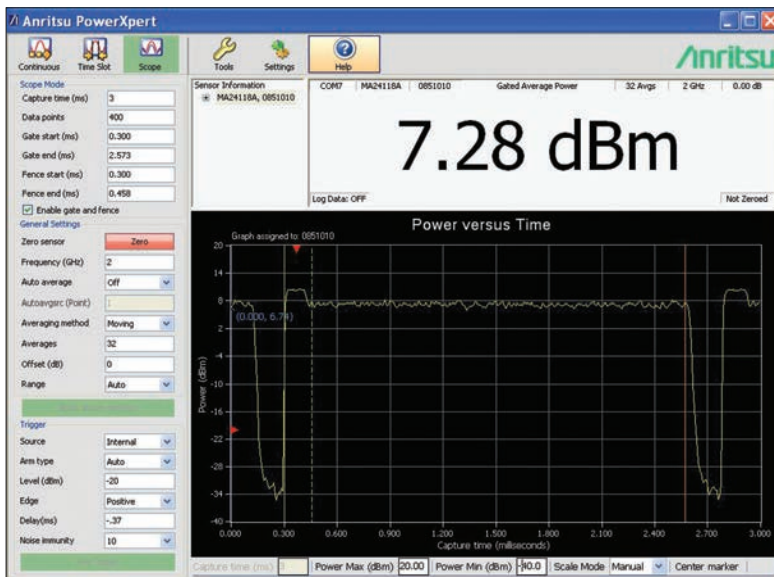 Anritsu PowerXpert
Continuous Time Slot Scope Tools Settings Help
/inritsu
Scope Mode
Capture time (ms) 3
Data points 400
Gate start (ms) 0.300
Gate end (ms) 2.573
Fence start (ms) 0.300
Fence end (ms) 0.458
Enable gate and fence
General Settings
Zero sensor Zero
Frequency (GHz) 2
Auto average Off
Autoavgsrc (Point) 1
Averaging method Moving
Averages 32
Offset (dB) 0
Range Auto
Trigger
Source Internal
Arm type Auto
Level (dBm) -20
Edge Positive
Delay(ms) -.37
Noise immunity 10
Sensor Information
MA24118A, 0851010
COM7 MA24118A 0851010 Gated Average Power 32 Avgs 2 GHz 0.00 dB
7.28 dBm
Log Data: OFF Not Zeroed
Power versus Time
Graph assigned to: 0851010
20
14
8
(0.000, 6.74)
2
-4
-10
-16
-22
-28
-34
-40
Power (dBm)
0.000 0.300 0.600 0.900 1.200 1.500 1.800 2.100 2.400 2.700 3.000
Capture time (milliseconds)
Capture time (ms) 3 Power Max (dBm) 20.00 Power Min (dBm) -40.0 Scale Mode Manual Center marker